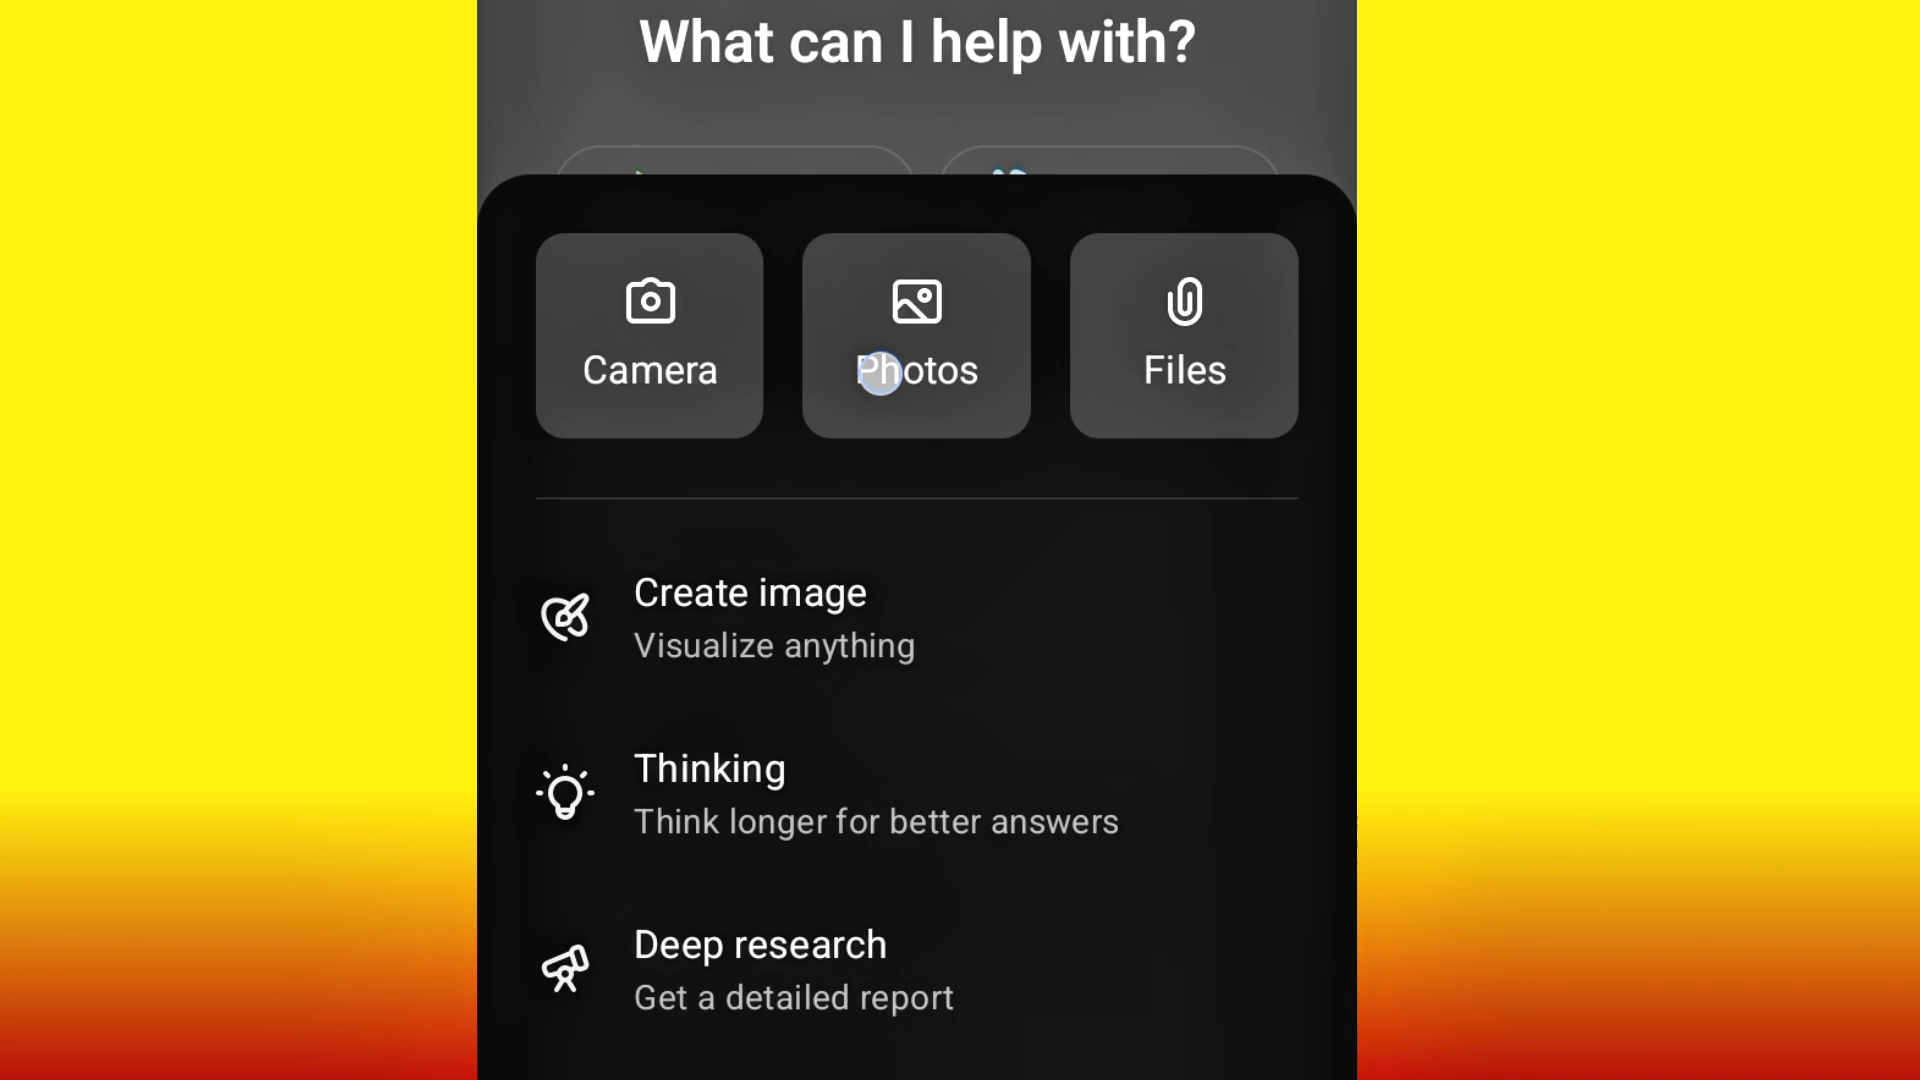 What can I help with?
Camera
Photos
Files
Create image
Visualize anything
Thinking
Think longer for better answers
Deep research
Get a detailed report